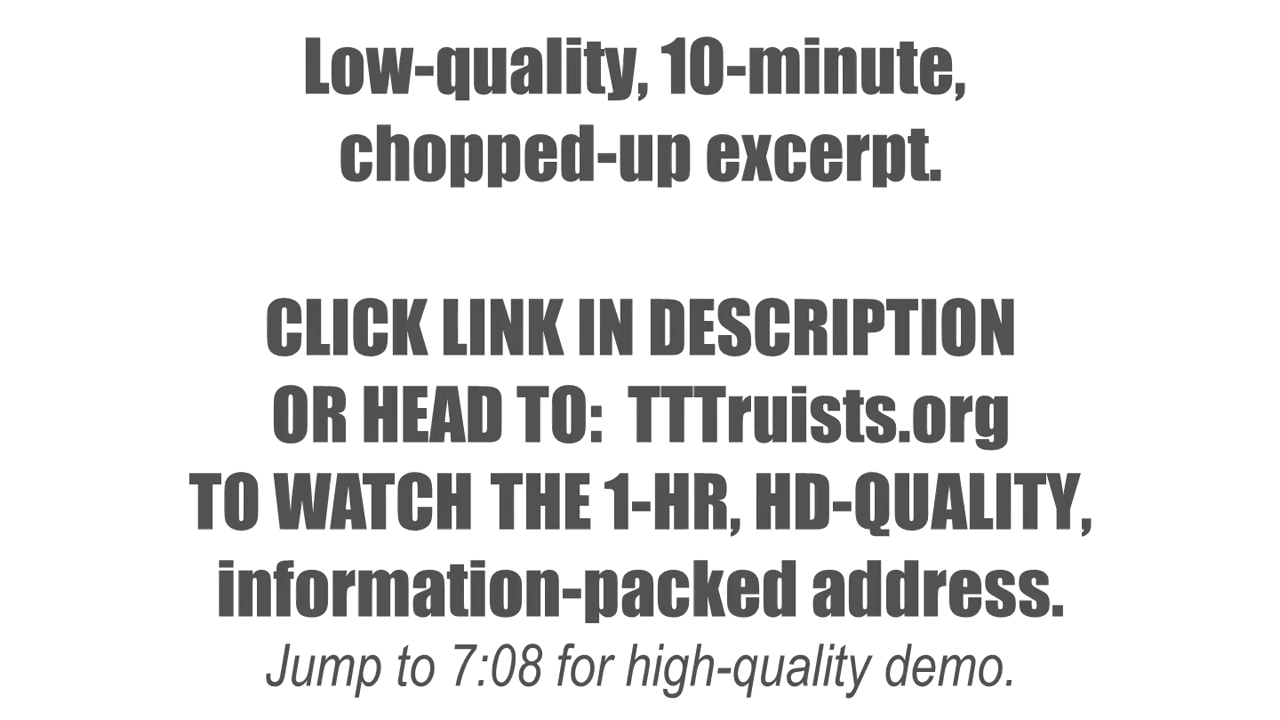 Low-quality, 10-minute,
chopped-up excerpt.
CLICK LINK IN DESCRIPTION
OR HEAD TO: TTTruists.org
TO WATCH THE 1-HR, HD-QUALITY,
information-packed address.
Jump to 7:08 for high-quality demo.